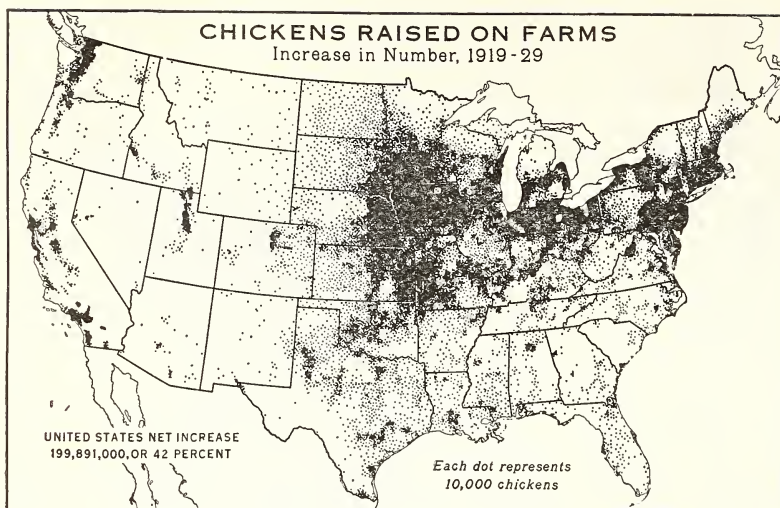 CHICKENS RAISED ON FARMS
Increase in Number, 1919-29
UNITED STATES NET INCREASE
199,891,000, OR 42 PERCENT
Each dot represents
10,000 chickens